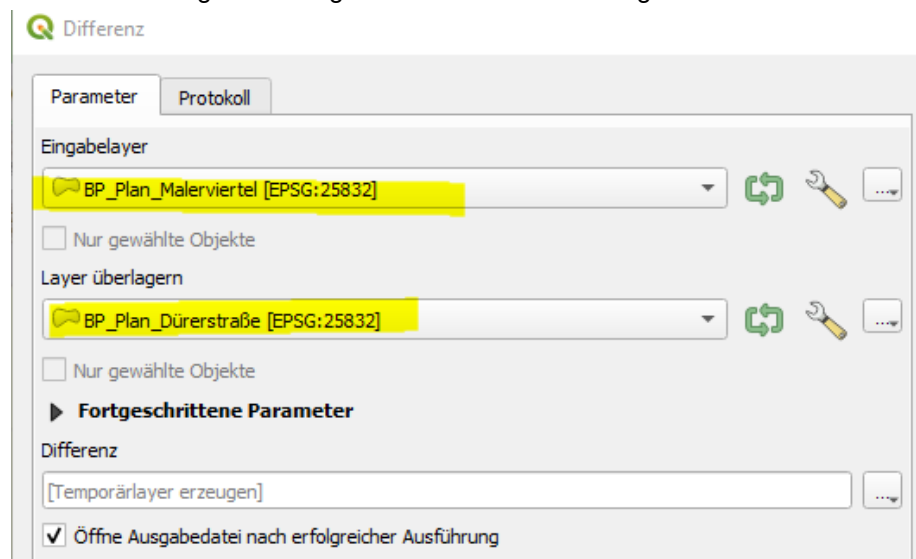 Differenz
Parameter Protokoll
Eingabelayer
BP_Plan_Malerviertel [EPSG:25832]
...
Nur gewählte Objekte
Layer überlagern
BP_Plan_Dürerstraße [EPSG:25832]
...
Nur gewählte Objekte
Fortgeschrittene Parameter
Differenz
[Temporärlayer erzeugen]
...
Öffne Ausgabedatei nach erfolgreicher Ausführung